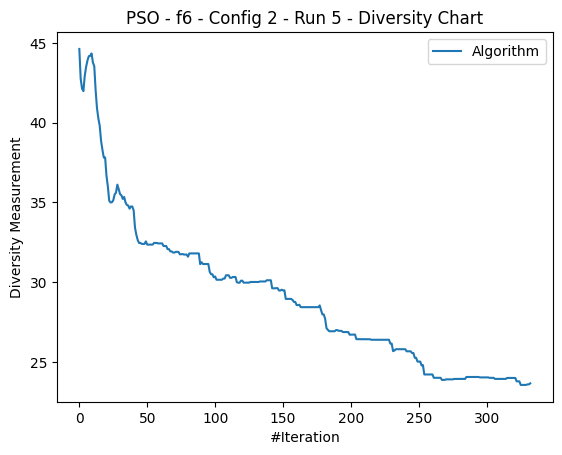 PSO - f6 - Config 2 - Run 5 - Diversity Chart
Algorithm
Diversity Measurement
45
40
35
30
25
0 50 100 150 200 250 300
#Iteration